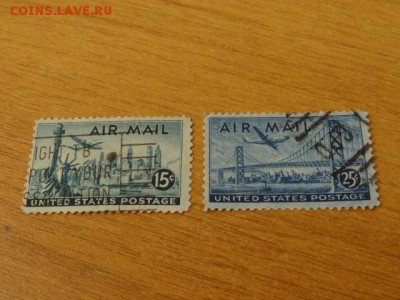 COINS.LAVE.RU
AIR MAIL
15¢
UNITED STATES POSTAGE
AIR MAIL
25¢
UNITED STATES POSTAGE